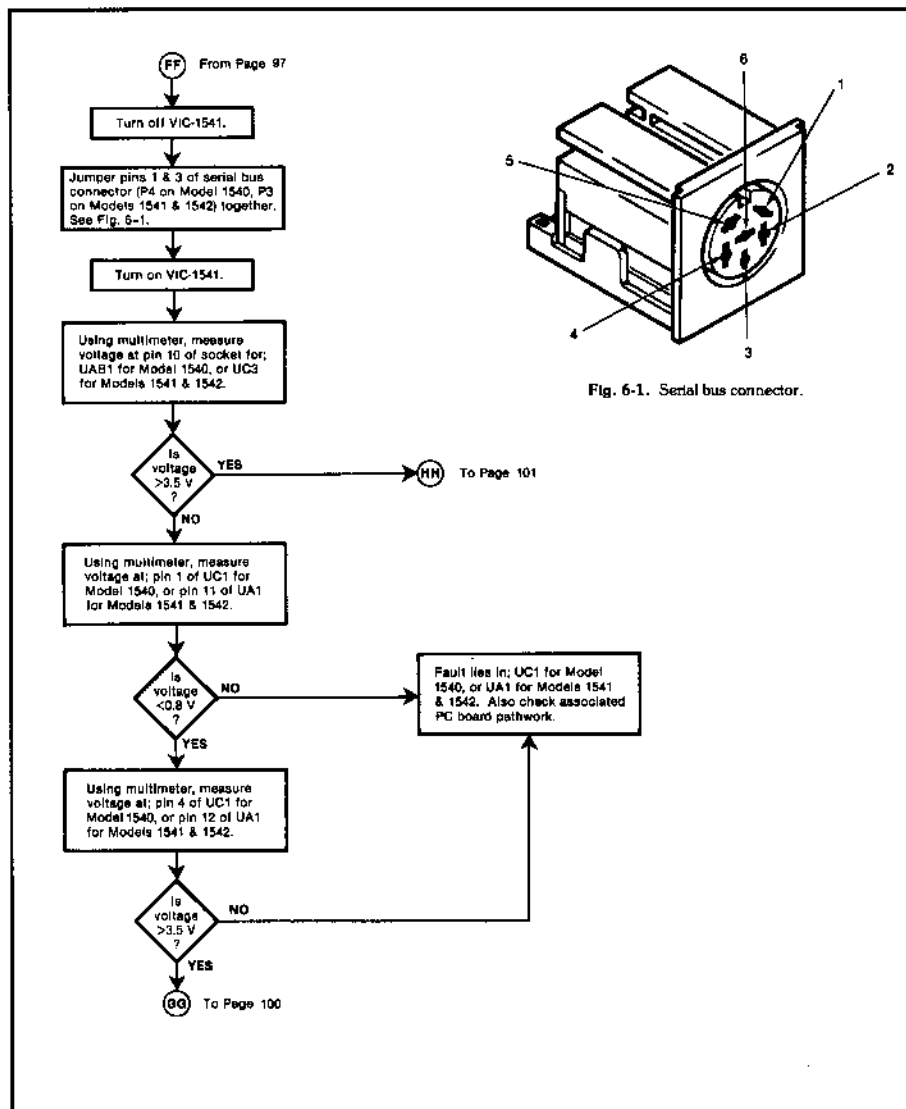 FF From Page 97
Turn off VIC-1541.
Jumper pins 1 & 3 of serial bus
connector (P4 on Model 1540, P3
on Models 1541 & 1542) together.
See Fig. 6-1.
Turn on VIC-1541.
Using multimeter, measure
voltage at pin 10 of socket for;
UAB1 for Model 1540, or UC3
for Models 1541 & 1542.
Is
voltage
>3.5 V
?
YES
HH To Page 101
NO
Using multimeter, measure
voltage at; pin 1 of UC1 for
Model 1540, or pin 11 of UA1
for Models 1541 & 1542.
Is
voltage
<0.8 V
?
NO
Fault lies in; UC1 for Model
1540, or UA1 for Models 1541
& 1542. Also check associated
PC board pathwork.
YES
Using multimeter, measure
voltage at; pin 4 of UC1 for
Model 1540, or pin 12 of UA1
for Models 1541 & 1542.
Is
voltage
>3.5 V
?
NO
YES
GG To Page 100
6
1
5
2
4
3
Fig. 6-1. Serial bus connector.